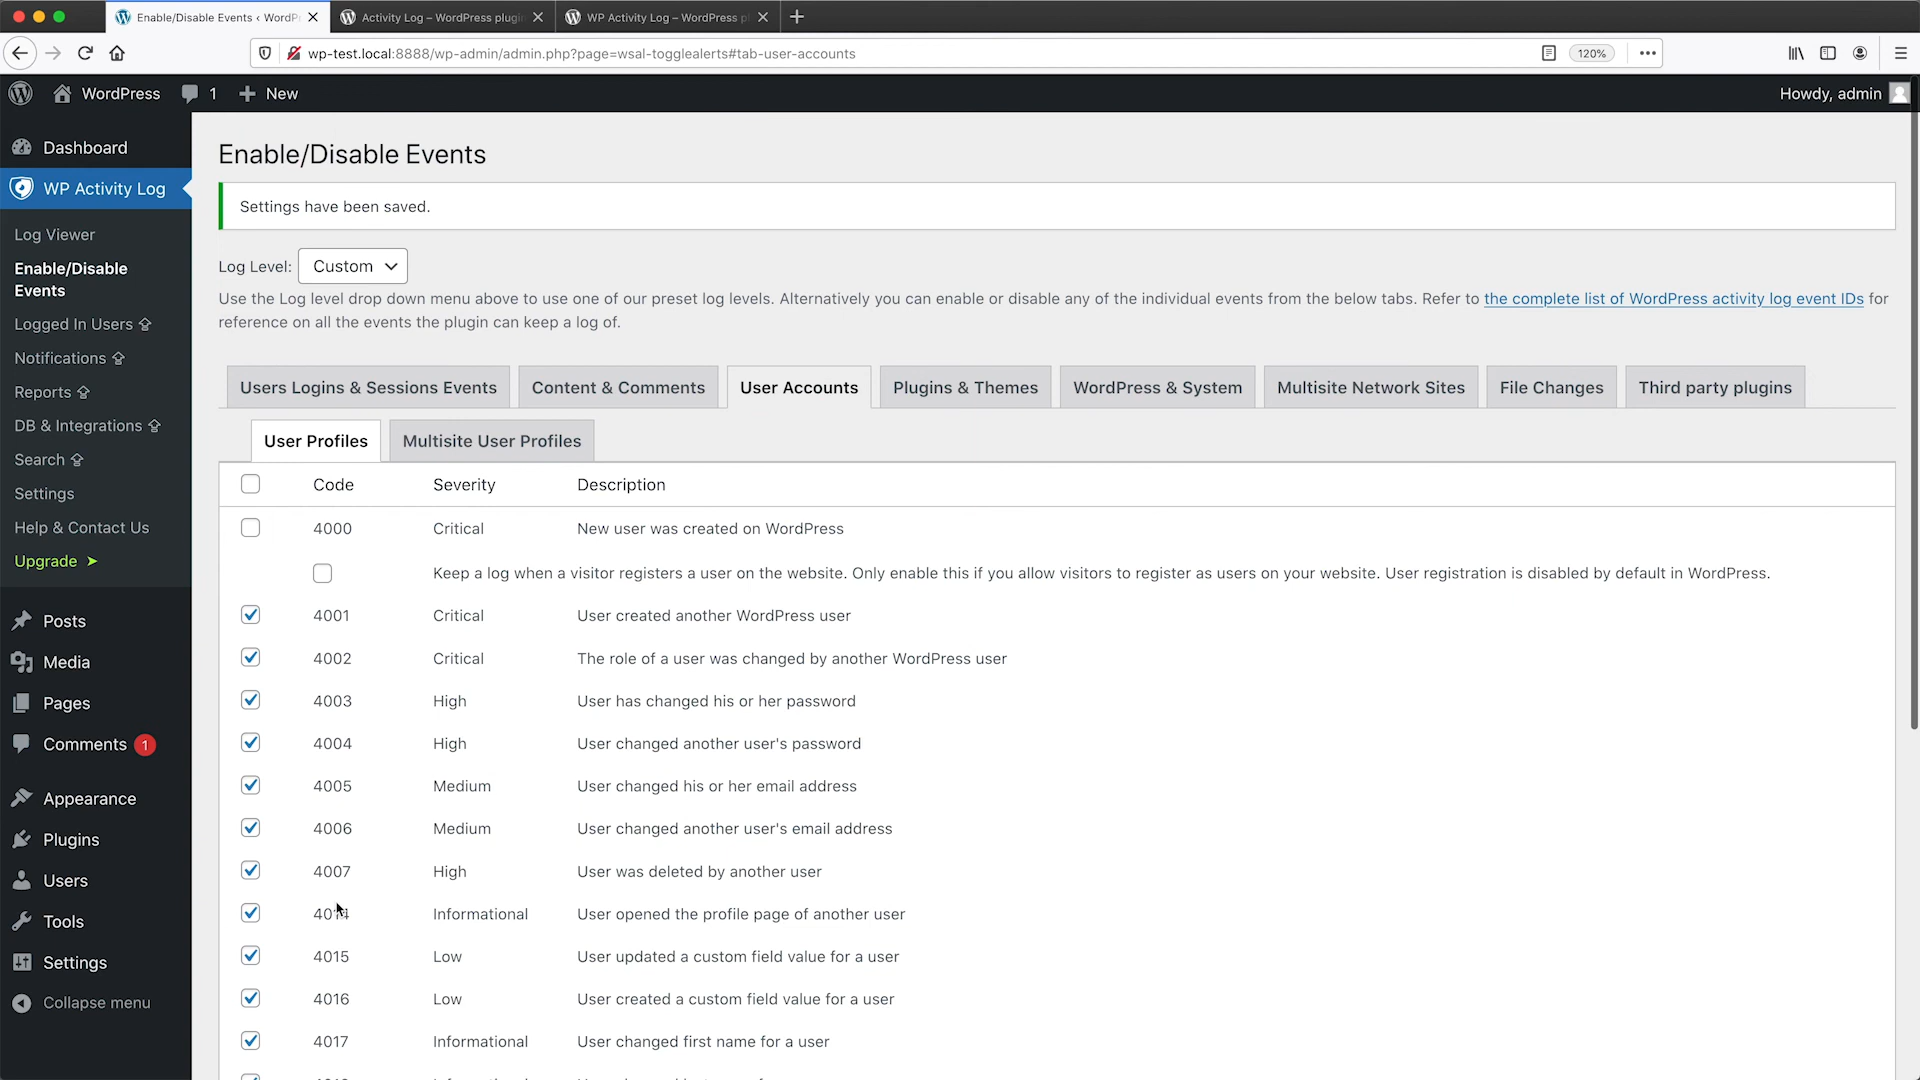 Enable/Disable Events ‹ WordPr
Activity Log – WordPress plugin
WP Activity Log – WordPress pl
wp-test.local:8888/wp-admin/admin.php?page=wsal-togglealerts#tab-user-accounts
120%
WordPress
1
New
Howdy, admin
Dashboard
WP Activity Log
Log Viewer
Enable/Disable
Events
Logged In Users
Notifications
Reports
DB & Integrations
Search
Settings
Help & Contact Us
Upgrade ➤
Posts
Media
Pages
Comments 1
Appearance
Plugins
Users
Tools
Settings
Collapse menu
Enable/Disable Events
Settings have been saved.
Log Level: Custom
Use the Log level drop down menu above to use one of our preset log levels. Alternatively you can enable or disable any of the individual events from the below tabs. Refer to the complete list of WordPress activity log event IDs for
reference on all the events the plugin can keep a log of.
Users Logins & Sessions Events
Content & Comments
User Accounts
Plugins & Themes
WordPress & System
Multisite Network Sites
File Changes
Third party plugins
User Profiles
Multisite User Profiles
Code Severity Description
4000 Critical New user was created on WordPress
Keep a log when a visitor registers a user on the website. Only enable this if you allow visitors to register as users on your website. User registration is disabled by default in WordPress.
4001 Critical User created another WordPress user
4002 Critical The role of a user was changed by another WordPress user
4003 High User has changed his or her password
4004 High User changed another user's password
4005 Medium User changed his or her email address
4006 Medium User changed another user's email address
4007 High User was deleted by another user
4014 Informational User opened the profile page of another user
4015 Low User updated a custom field value for a user
4016 Low User created a custom field value for a user
4017 Informational User changed first name for a user